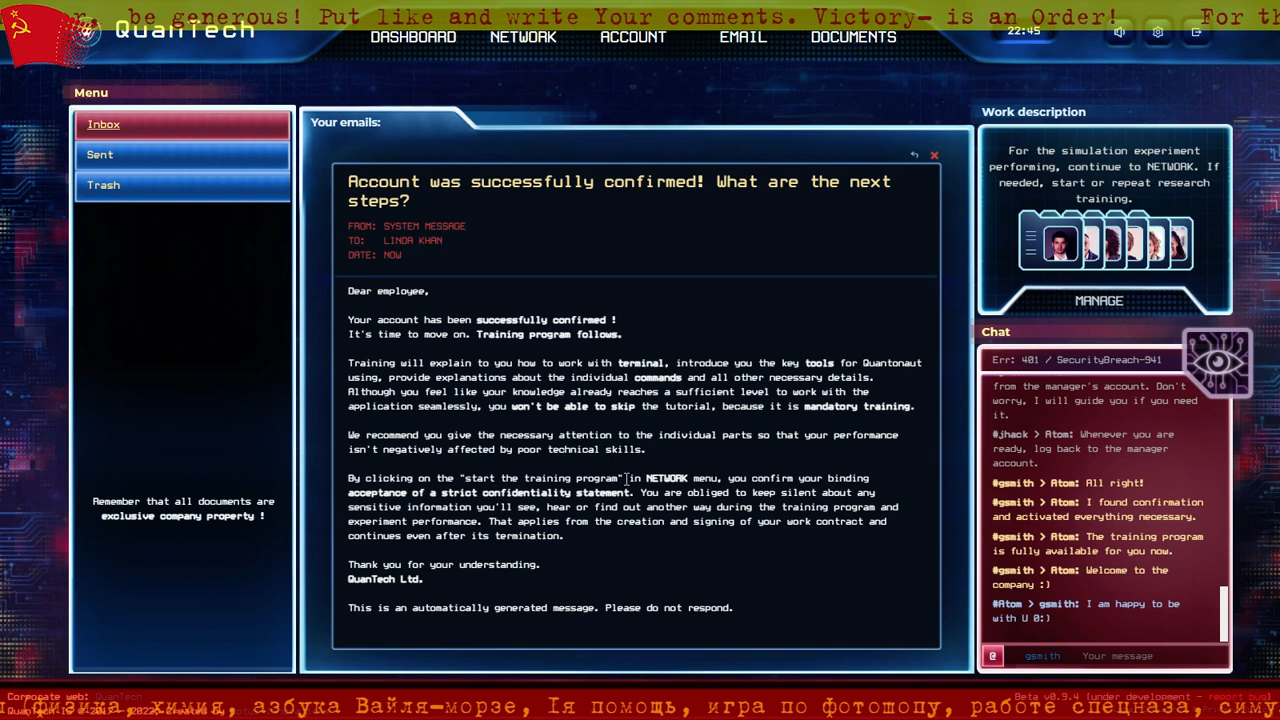 be generous! Put like and write Your comments. Victory- is an Order! For th
QuanTech
DASHBOARD NETWORK ACCOUNT EMAIL DOCUMENTS
22:45
Menu
Inbox
Sent
Trash
Remember that all documents are
exclusive company property !
Your emails:
Account was successfully confirmed! What are the next
steps?
FROM: SYSTEM MESSAGE
TO: LINDA KHAN
DATE: NOW
Dear employee,
Your account has been successfully confirmed !
It's time to move on. Training program follows.
Training will explain to you how to work with terminal, introduce you the key tools for Quantonaut
using, provide explanations about the individual commands and all other necessary details.
Although you feel like your knowledge already reaches a sufficient level to work with the
application seamlessly, you won't be able to skip the tutorial, because it is mandatory training.
We recommend you give the necessary attention to the individual parts so that your performance
isn't negatively affected by poor technical skills.
By clicking on the "start the training program" in NETWORK menu, you confirm your binding
acceptance of a strict confidentiality statement. You are obliged to keep silent about any
sensitive information you'll see, hear or find out another way during the training program and
experiment performance. That applies from the creation and signing of your work contract and
continues even after its termination.
Thank you for your understanding.
QuanTech Ltd.
This is an automatically generated message. Please do not respond.
Work description
For the simulation experiment
performing, continue to NETWORK. If
needed, start or repeat research
training.
MANAGE
Chat
Err: 401 / SecurityBreach-941
from the manager's account. Don't
worry, I will guide you if you need
it.
#jhack > Atom: Whenever you are
ready, log back to the manager
account.
#gsmith > Atom: All right!
#gsmith > Atom: I found confirmation
and activated everything necessary.
#gsmith > Atom: The training program
is fully available for you now.
#gsmith > Atom: Welcome to the
company :)
#Atom > gsmith: I am happy to be
with U 0:)
@ gsmith Your message
Corporate web: QuanTech
Beta v0.9.4 (under development - report bug)
физика, химия, азбука Вайля-морзе, Iя помощь, игра по фотошопу, работе спецназа, симу